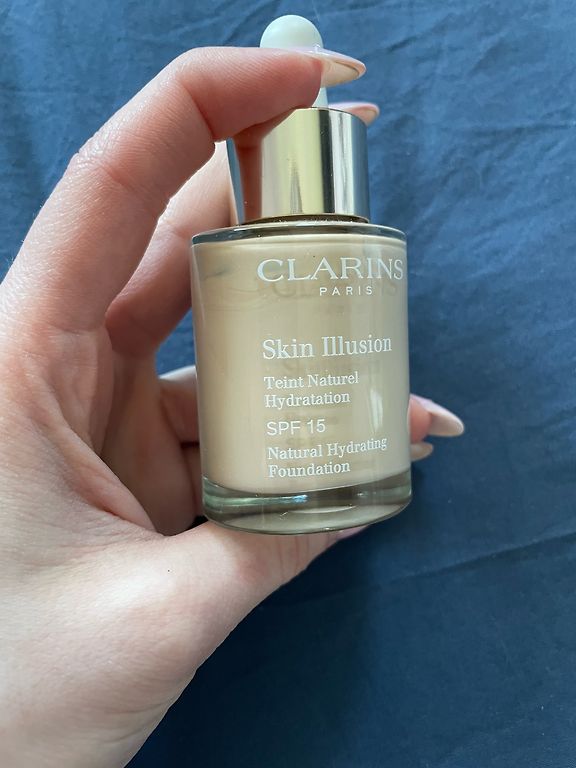 CLARINS
PARIS
Skin Illusion
Teint Naturel
Hydratation
SPF 15
Natural Hydrating
Foundation